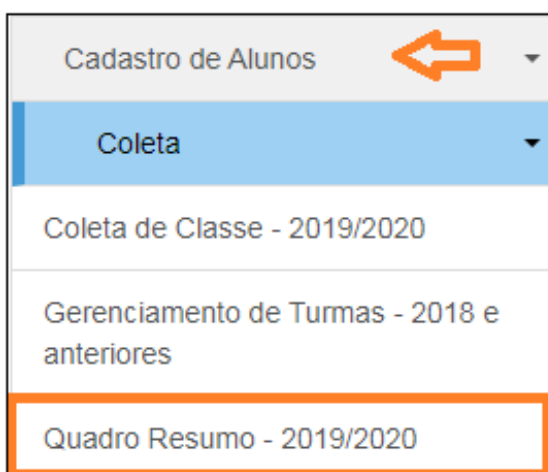 Cadastro de Alunos
Coleta
Coleta de Classe - 2019/2020
Gerenciamento de Turmas - 2018 e
anteriores
Quadro Resumo - 2019/2020